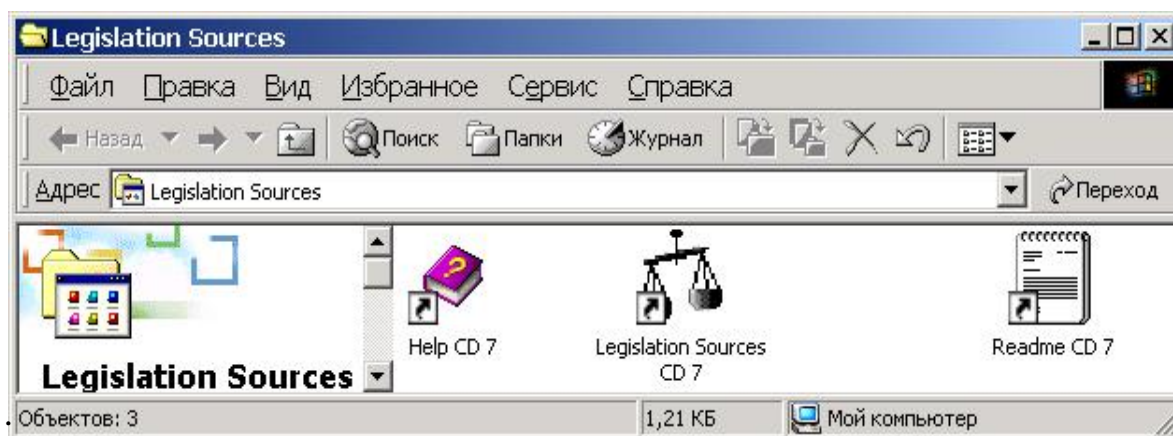 Legislation Sources
Файл Правка Вид Избранное Сервис Справка
Назад Поиск Папки Журнал
Адрес Legislation Sources Переход
Legislation Sources
Help CD 7
Legislation Sources
CD 7
Readme CD 7
Объектов: 3 1,21 КБ Мой компьютер